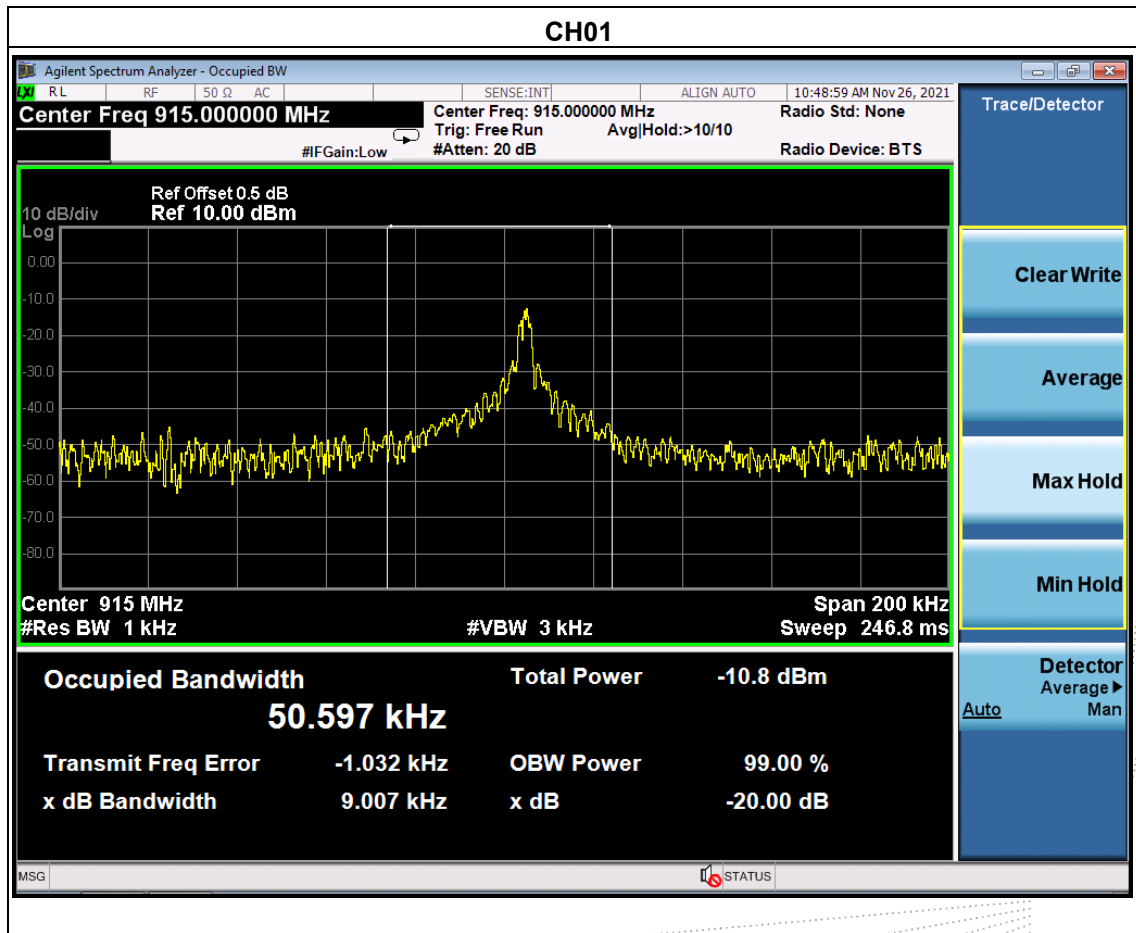 CH01
Agilent Spectrum Analyzer - Occupied BW
LXI RL RF 50 Ω AC SENSE:INT ALIGN AUTO 10:48:59 AM Nov 26, 2021
Center Freq 915.000000 MHz
#IFGain:Low
Center Freq: 915.000000 MHz
Trig: Free Run Avg|Hold:>10/10
#Atten: 20 dB
Radio Std: None
Radio Device: BTS
Ref Offset 0.5 dB
10 dB/div Ref 10.00 dBm
Log
0.00
-10.0
-20.0
-30.0
-40.0
-50.0
-60.0
-70.0
-80.0
Center 915 MHz Span 200 kHz
#Res BW 1 kHz #VBW 3 kHz Sweep 246.8 ms
Occupied Bandwidth Total Power -10.8 dBm
50.597 kHz
Transmit Freq Error -1.032 kHz OBW Power 99.00 %
x dB Bandwidth 9.007 kHz x dB -20.00 dB
Trace/Detector
Clear Write
Average
Max Hold
Min Hold
Detector
Average
Auto Man
MSG STATUS